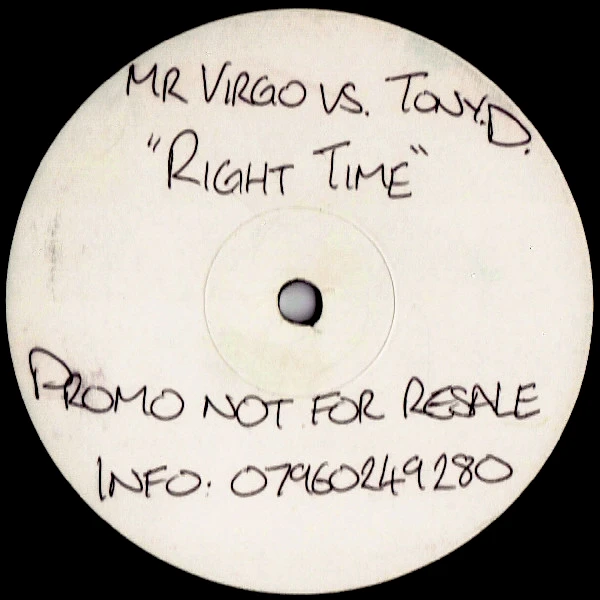 MR VIRGO VS. TONY.D.
"RIGHT TIME"
PROMO NOT FOR RESALE
INFO: 07960249280